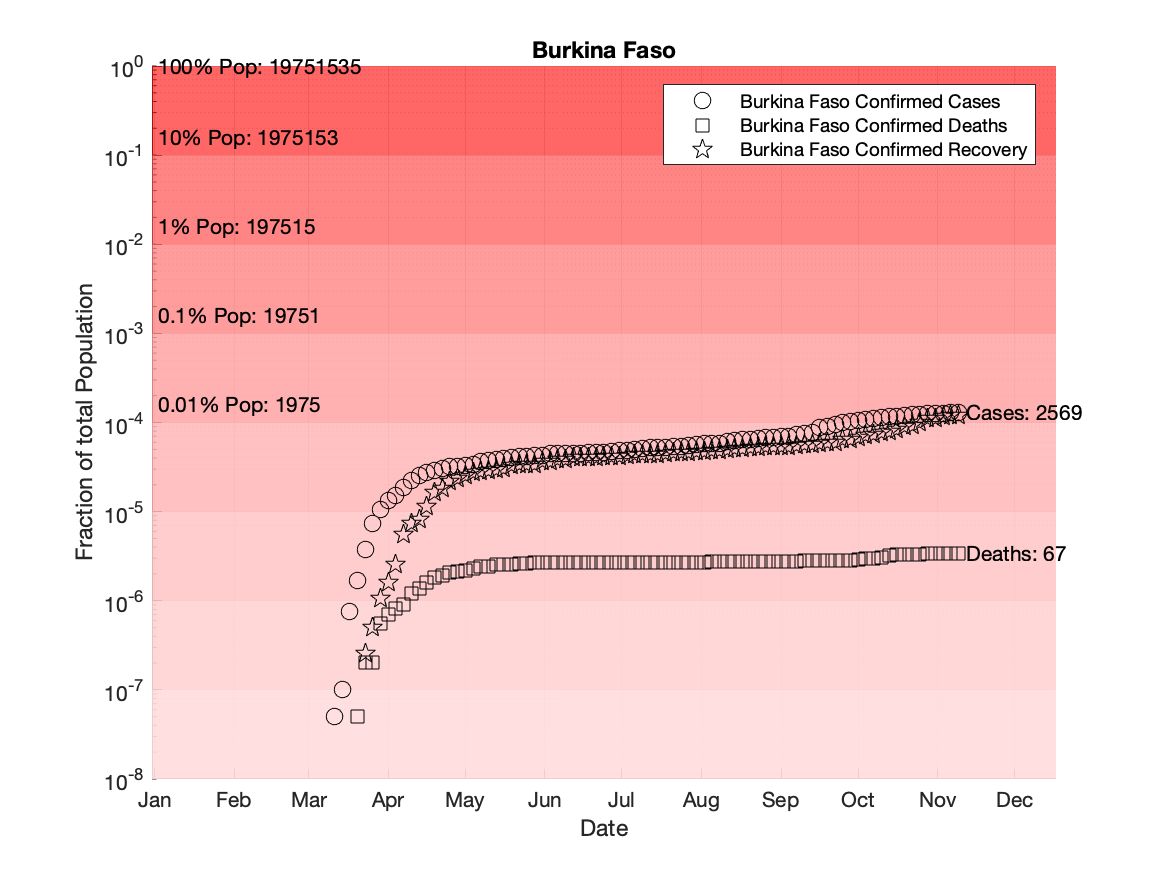 Burkina Faso
10^0
10^-1
10^-2
10^-3
10^-4
10^-5
10^-6
10^-7
10^-8
Fraction of total Population
100% Pop: 19751535
10% Pop: 1975153
1% Pop: 197515
0.1% Pop: 19751
0.01% Pop: 1975
Burkina Faso Confirmed Cases
Burkina Faso Confirmed Deaths
Burkina Faso Confirmed Recovery
Cases: 2569
Deaths: 67
Jan Feb Mar Apr May Jun Jul Aug Sep Oct Nov Dec
Date